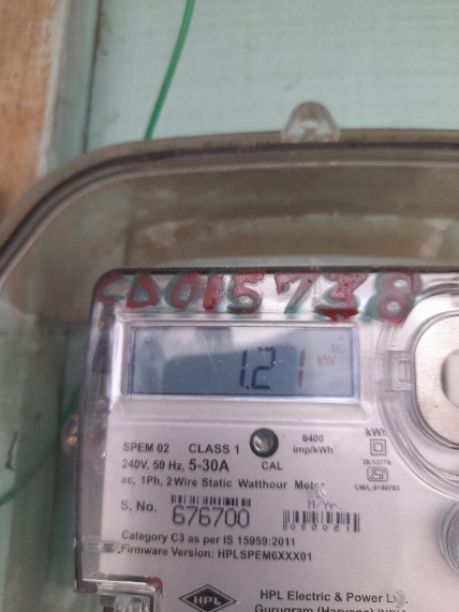 CD015738
1.21 kW
SPEM 02 CLASS 1 6400 imp/kWh kWh
240V, 50 Hz, 5-30A CAL
ac, 1Ph, 2 Wire Static Watthour Meter
S. No. 676700
Category C3 as per IS 15959:2011
Firmware Version: HPLSPEM6XXX01
HPL HPL Electric & Power
Gurugram (Haryana)